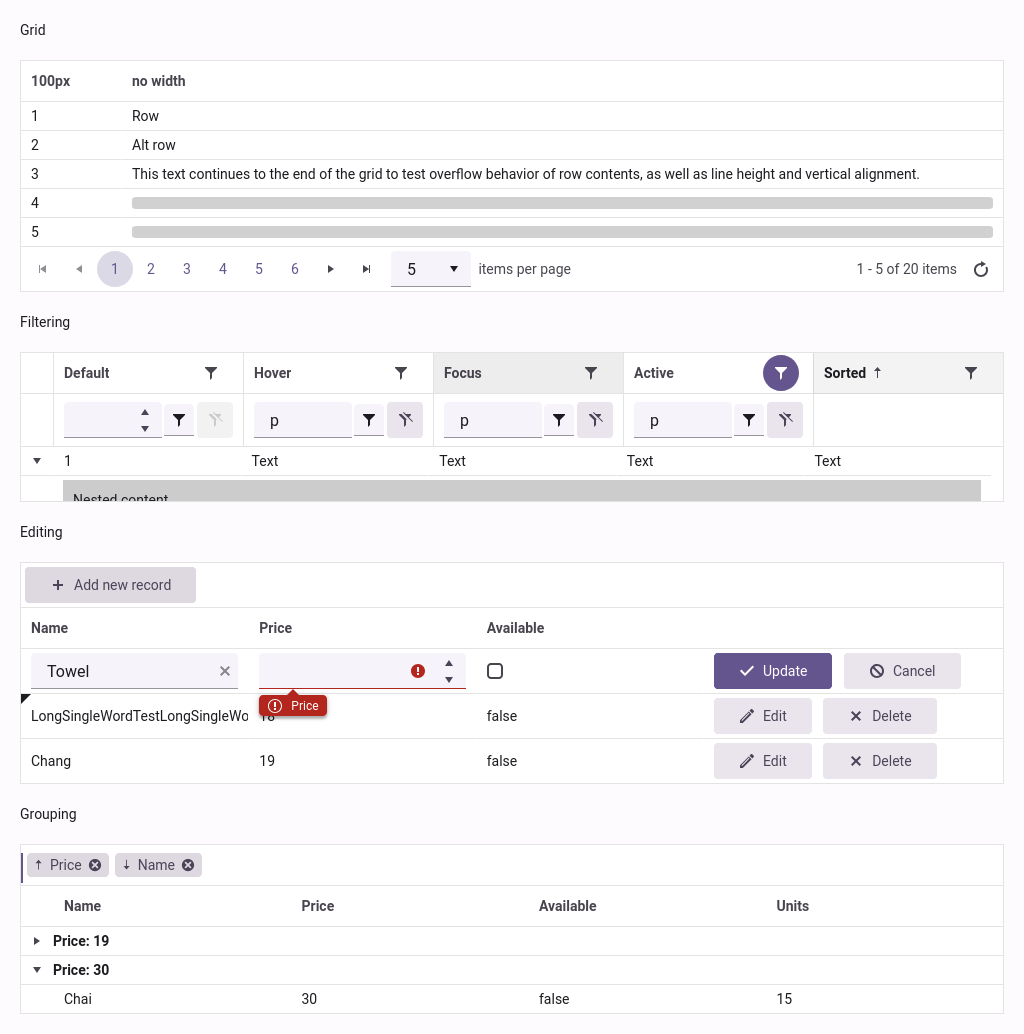 Grid
100px no width
1 Row
2 Alt row
3 This text continues to the end of the grid to test overflow behavior of row contents, as well as line height and vertical alignment.
4
5
1 2 3 4 5 6 5 items per page 1 - 5 of 20 items
Filtering
Default Hover Focus Active Sorted ↑
p p p
1 Text Text Text Text
Nested content
Editing
+ Add new record
Name Price Available
Towel Update Cancel
Price
LongSingleWordTestLongSingleWo 18 false Edit Delete
Chang 19 false Edit Delete
Grouping
↑ Price ↓ Name
Name Price Available Units
Price: 19
Price: 30
Chai 30 false 15